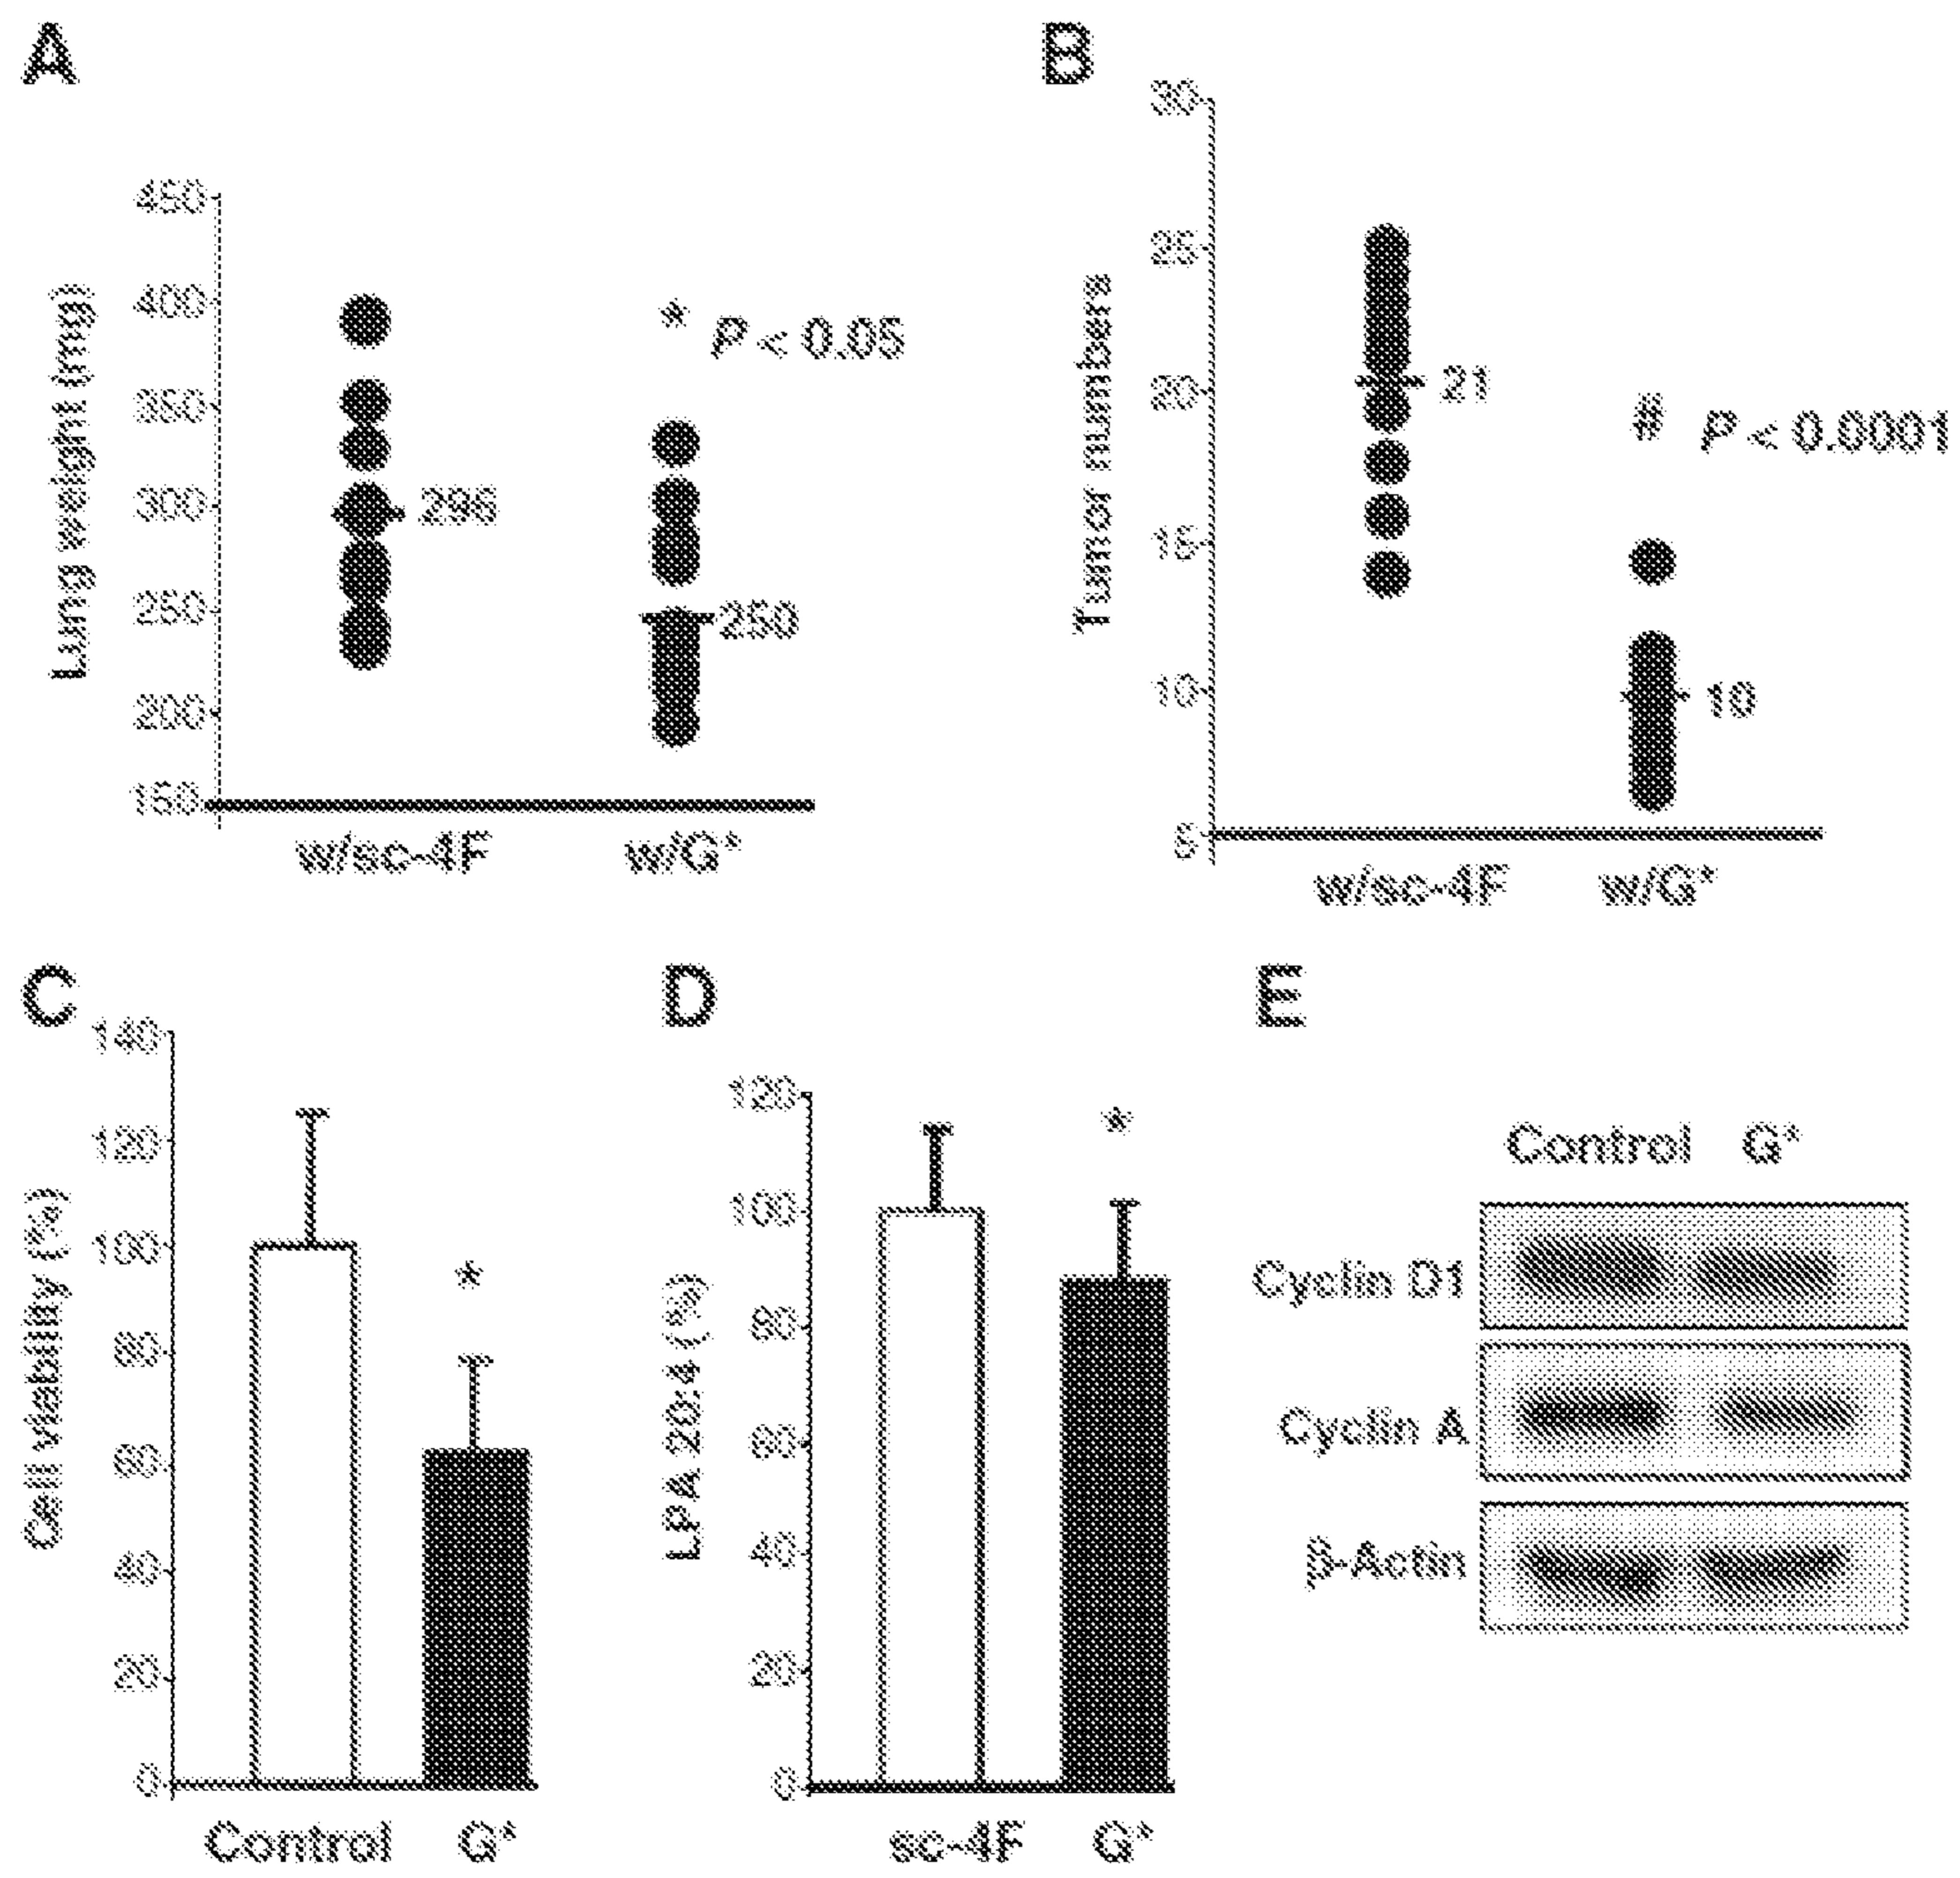 A
Lung weight (mg)
450
400
350
300
250
200
150
296
* P < 0.05
250
w/sc-4F w/G*
B
Tumor numbers
30
25
20
15
10
5
21
# P < 0.0001
10
w/sc-4F w/G*
C
Cell viability (%)
140
120
100
80
60
40
20
0
*
Control G*
D
LPA 20:4 (%)
120
100
80
60
40
20
0
*
sc-4F G*
E
Control G*
Cyclin D1
Cyclin A
β-Actin